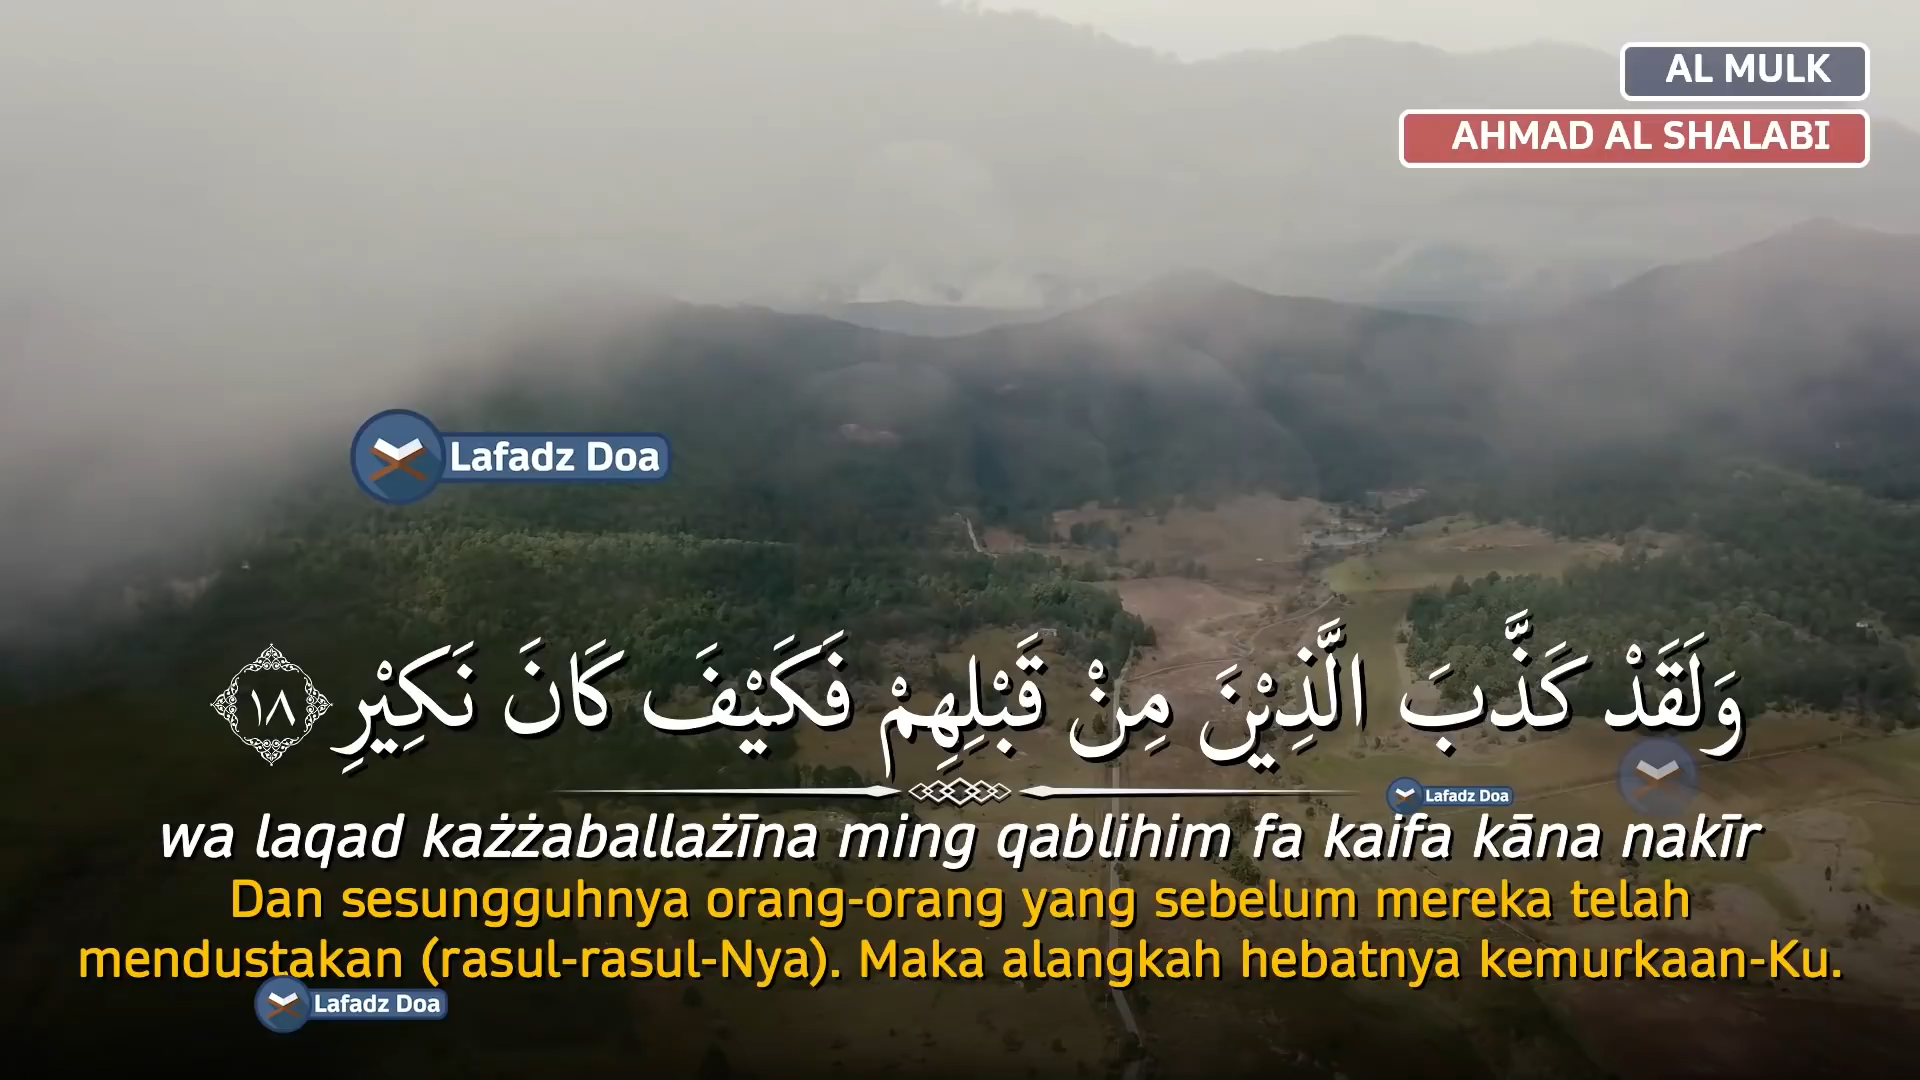 AL MULK
AHMAD AL SHALABI
Lafadz Doa
وَلَقَدْ كَذَّبَ الَّذِيْنَ مِنْ قَبْلِهِمْ فَكَيْفَ كَانَ نَكِيْرِ ١٨
Lafadz Doa
wa laqad każżaballażīna ming qablihim fa kaifa kāna nakīr
Dan sesungguhnya orang-orang yang sebelum mereka telah
mendustakan (rasul-rasul-Nya). Maka alangkah hebatnya kemurkaan-Ku.
Lafadz Doa